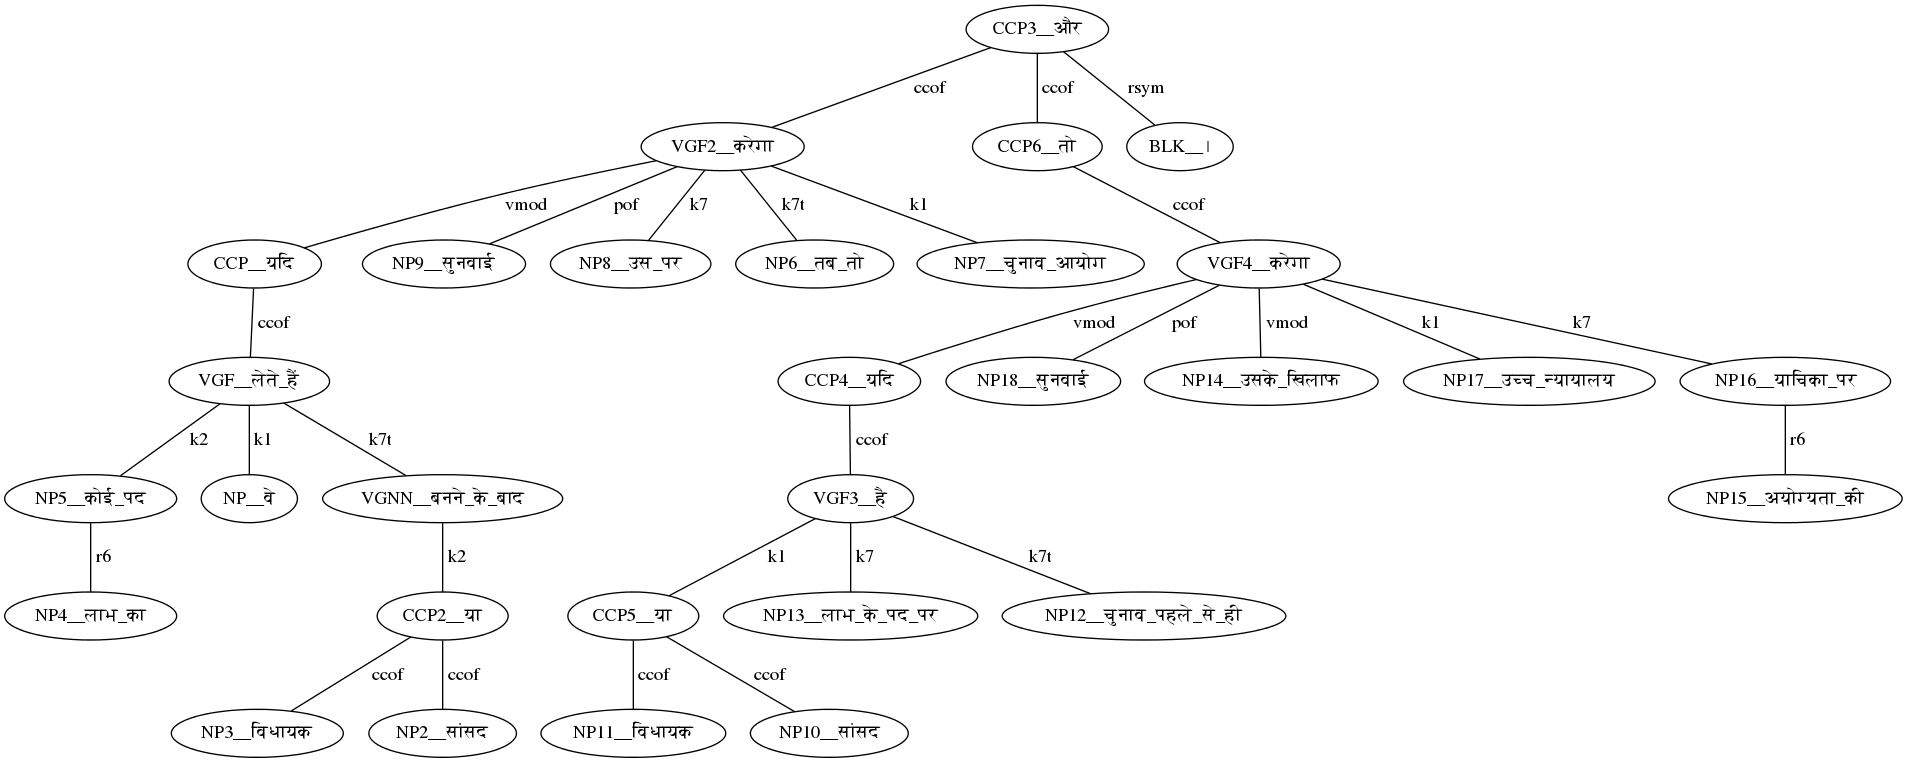 CCP3__और
ccof ccof rsym
VGF2__करेगा CCP6__तो BLK__।
vmod pof k7 k7t k1 ccof
CCP__यदि NP9__सुनवाई NP8__उस_पर NP6__तब_तो NP7__चुनाव_आयोग VGF4__करेगा
ccof vmod pof vmod k1 k7
VGF__लेते_हैं CCP4__यदि NP18__सुनवाई NP14__उसके_खिलाफ NP17__उच्च_न्यायालय NP16__याचिका_पर
k2 k1 k7t ccof r6
NP5__कोई_पद NP__वे VGNN__बनने_के_बाद VGF3__है NP15__अयोग्यता_की
r6 k2 k1 k7 k7t
NP4__लाभ_का CCP2__या CCP5__या NP13__लाभ_के_पद_पर NP12__चुनाव_पहले_से_ही
ccof ccof ccof ccof
NP3__विधायक NP2__सांसद NP11__विधायक NP10__सांसद